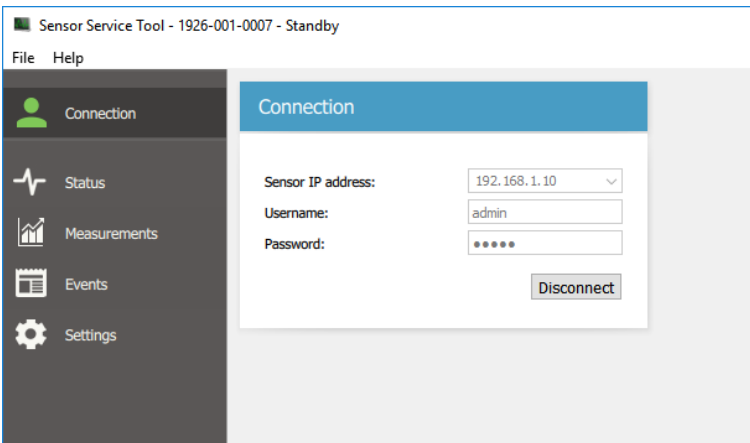 Sensor Service Tool - 1926-001-0007 - Standby
File Help
Connection
Status
Measurements
Events
Settings
Connection
Sensor IP address: 192.168.1.10
Username: admin
Password: •••••
Disconnect